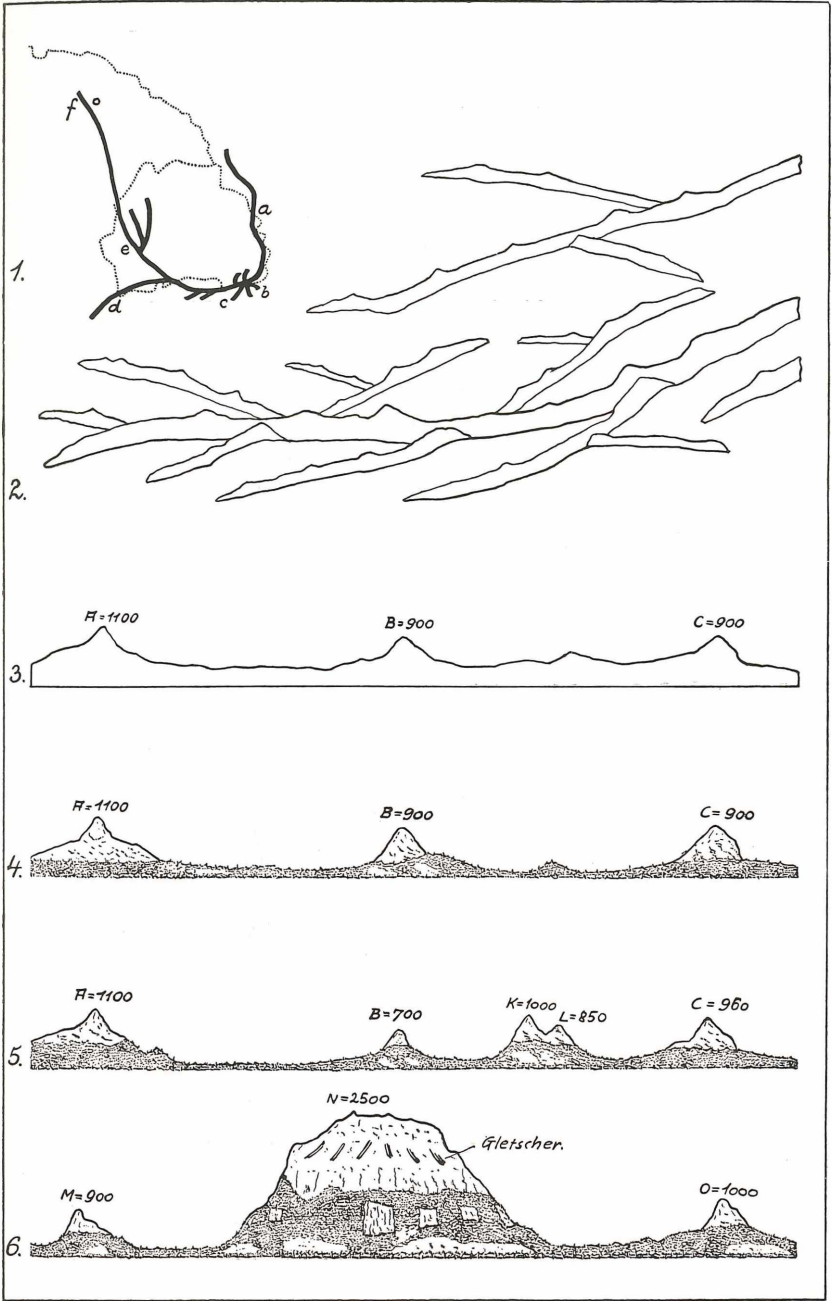 f
a
e
1.
d
c
b
2.
A=1100 B=900 C=900
3.
A=1100 B=900 C=900
4.
A=1100 B=700 K=1000 L=850 C=960
5.
N=2500
Gletscher.
M=900 O=1000
6.